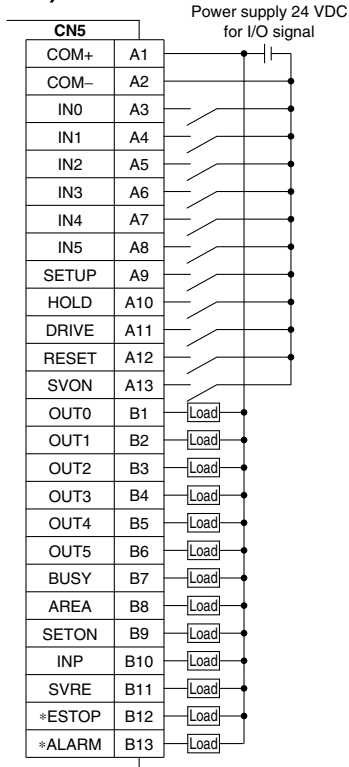 Power supply 24 VDC
for I/O signal
CN5
COM+ A1
COM– A2
IN0 A3
IN1 A4
IN2 A5
IN3 A6
IN4 A7
IN5 A8
SETUP A9
HOLD A10
DRIVE A11
RESET A12
SVON A13
OUT0 B1 Load
OUT1 B2 Load
OUT2 B3 Load
OUT3 B4 Load
OUT4 B5 Load
OUT5 B6 Load
BUSY B7 Load
AREA B8 Load
SETON B9 Load
INP B10 Load
SVRE B11 Load
*ESTOP B12 Load
*ALARM B13 Load